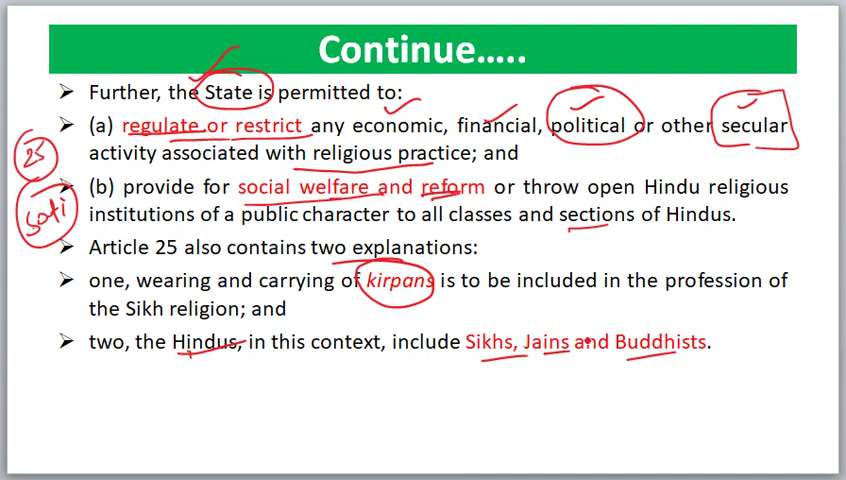 Continue.....
➢ Further, the State is permitted to:
➢ (a) regulate or restrict any economic, financial, political or other secular
activity associated with religious practice; and
25
➢ (b) provide for social welfare and reform or throw open Hindu religious
Sati
institutions of a public character to all classes and sections of Hindus.
➢ Article 25 also contains two explanations:
➢ one, wearing and carrying of kirpans is to be included in the profession of
the Sikh religion; and
➢ two, the Hindus, in this context, include Sikhs, Jains and Buddhists.